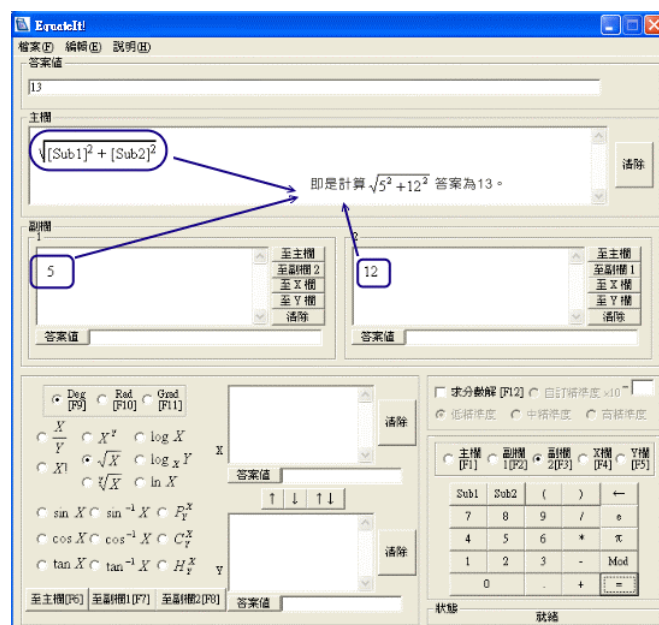 EquateIt!
檔案(F) 編輯(E) 說明(H)
答案值
13
主欄
√[Sub1]² + [Sub2]²
清除
即是計算 √5² +12² 答案為13。
副欄
1
5
至主欄
至副欄 2
至 X 欄
至 Y 欄
清除
答案值
2
12
至主欄
至副欄 1
至 X 欄
至 Y 欄
清除
答案值
Deg [F9] Rad [F10] Grad [F11]
X/Y X^Y log X
X! √X log_X Y
ʸ√X ln X
sin X sin⁻¹ X P_Y^X
cos X cos⁻¹ X C_Y^X
tan X tan⁻¹ X H_Y^X
至主欄[F6] 至副欄1[F7] 至副欄2[F8]
X
清除
答案值
↑ ↓ ↑↓
Y
清除
答案值
求分數解 [F12] 自訂精準度 ×10⁻
低精準度 中精準度 高精準度
主欄 [F1] 副欄 1[F2] 副欄 2[F3] X欄 [F4] Y欄 [F5]
Sub1 Sub2 ( ) ←
7 8 9 / e
4 5 6 * π
1 2 3 - Mod
0 . + =
狀態
就緒